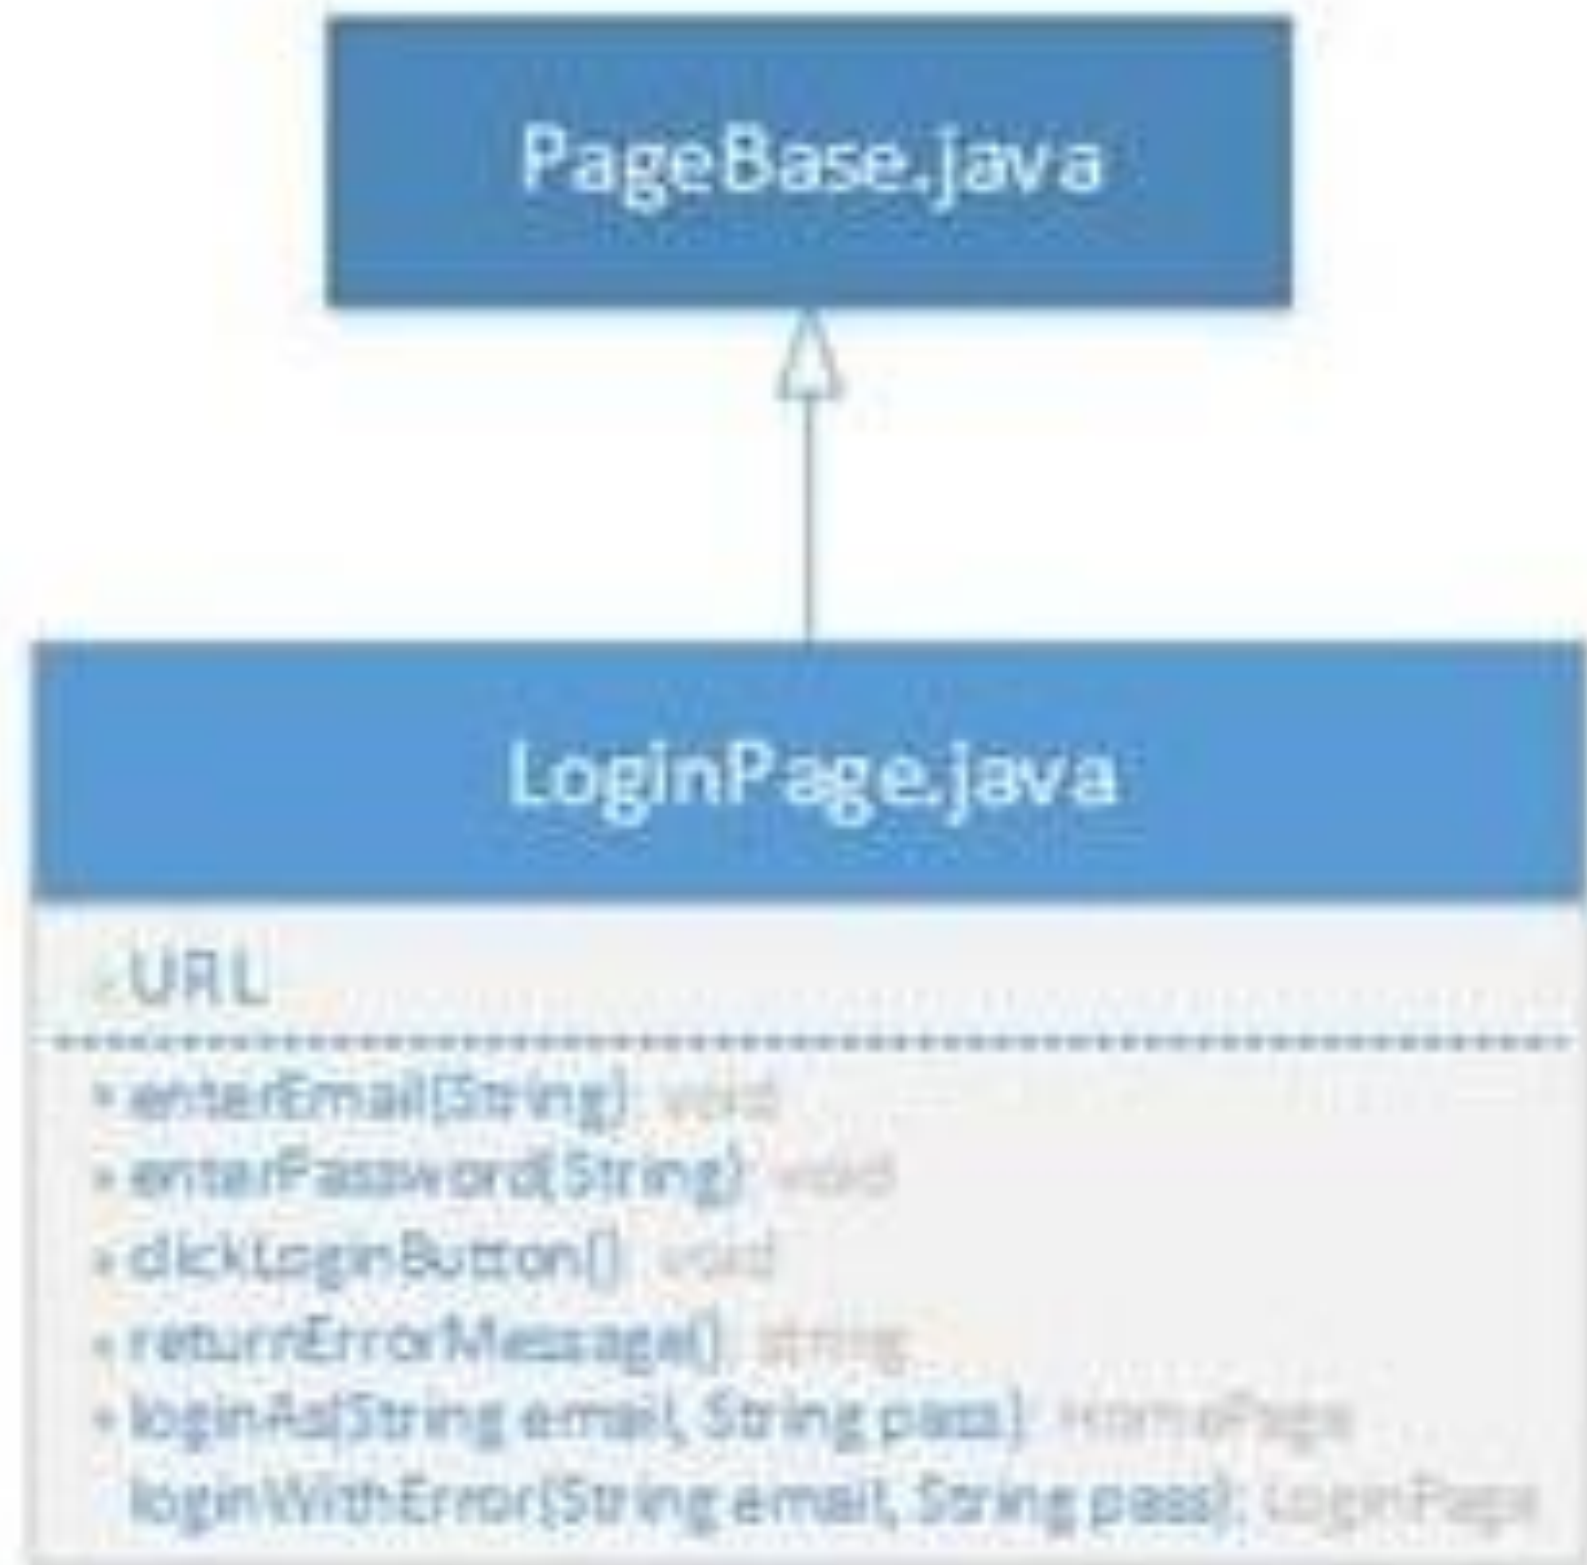 PageBase.java
LoginPage.java
- URL
+ enterEmail(String): void
+ enterPassword(String): void
+ clickLoginButton(): void
+ returnErrorMessage(): string
+ loginAs(String email, String pass): HomePage
loginWithError(String email, String pass): LoginPage